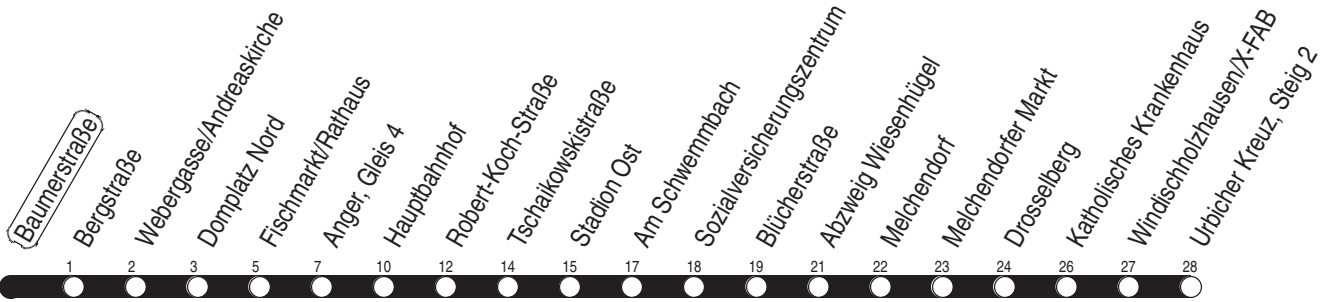 Baumerstraße
Bergstraße
Webergasse/Andreaskirche
Domplatz Nord
Fischmarkt/Rathaus
Anger, Gleis 4
Hauptbahnhof
Robert-Koch-Straße
Tschaikowskistraße
Stadion Ost
Am Schwemmbach
Sozialversicherungszentrum
Blücherstraße
Abzweig Wiesenhügel
Melchendorf
Melchendorfer Markt
Drosselberg
Katholisches Krankenhaus
Windischholzhausen/X-FAB
Urbicher Kreuz, Steig 2
1 2 3 5 7 10 12 14 15 17 18 19 21 22 23 24 26 27 28